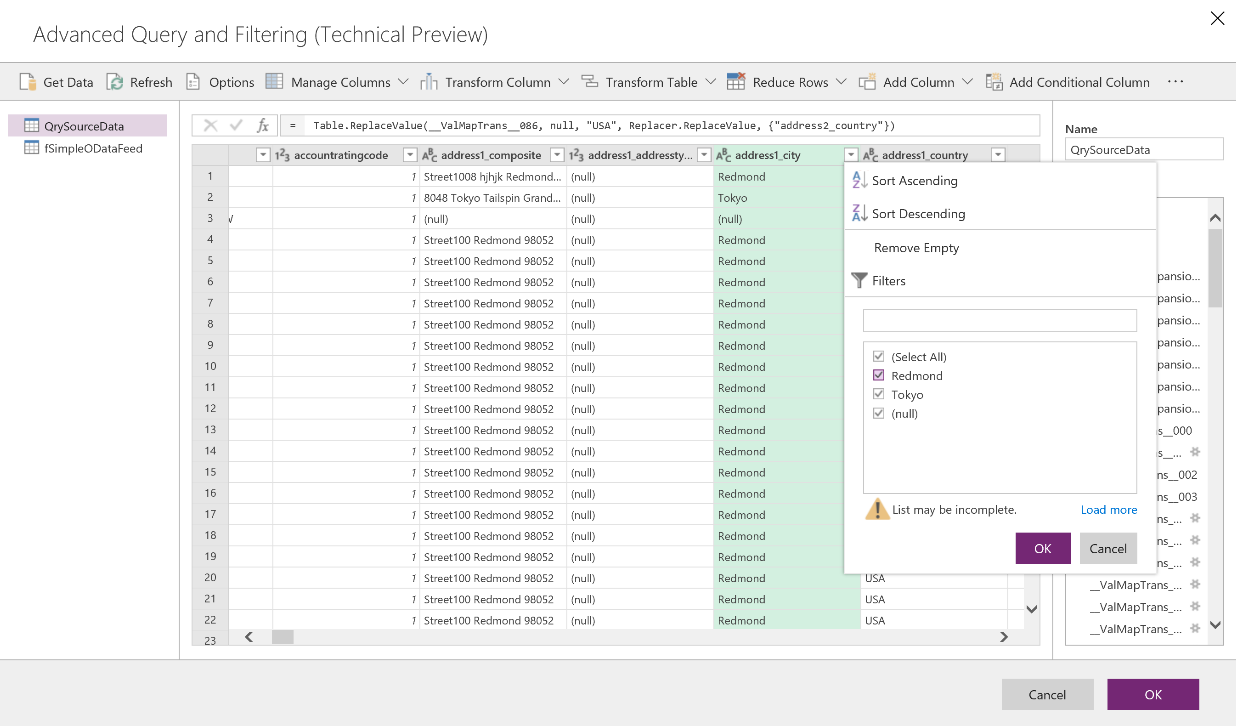 Advanced Query and Filtering (Technical Preview)
Get Data Refresh Options Manage Columns Transform Column Transform Table Reduce Rows Add Column Add Conditional Column ...
QrySourceData
fSimpleODataFeed
fx = Table.ReplaceValue(__ValMapTrans__086, null, "USA", Replacer.ReplaceValue, {"address2_country"})
1²3 accountratingcode ABC address1_composite 1²3 address1_addressty... ABC address1_city ABC address1_country
1 1 Street1008 hjhjk Redmond... (null) Redmond
2 1 8048 Tokyo Tailspin Grand... (null) Tokyo
3 1 (null) (null) (null)
4 1 Street100 Redmond 98052 (null) Redmond
5 1 Street100 Redmond 98052 (null) Redmond
6 1 Street100 Redmond 98052 (null) Redmond
7 1 Street100 Redmond 98052 (null) Redmond
8 1 Street100 Redmond 98052 (null) Redmond
9 1 Street100 Redmond 98052 (null) Redmond
10 1 Street100 Redmond 98052 (null) Redmond
11 1 Street100 Redmond 98052 (null) Redmond
12 1 Street100 Redmond 98052 (null) Redmond
13 1 Street100 Redmond 98052 (null) Redmond
14 1 Street100 Redmond 98052 (null) Redmond
15 1 Street100 Redmond 98052 (null) Redmond
16 1 Street100 Redmond 98052 (null) Redmond
17 1 Street100 Redmond 98052 (null) Redmond
18 1 Street100 Redmond 98052 (null) Redmond
19 1 Street100 Redmond 98052 (null) Redmond
20 1 Street100 Redmond 98052 (null) Redmond USA
21 1 Street100 Redmond 98052 (null) Redmond USA
22 1 Street100 Redmond 98052 (null) Redmond USA
23
Sort Ascending
Sort Descending
Remove Empty
Filters
(Select All)
Redmond
Tokyo
(null)
List may be incomplete. Load more
OK Cancel
Name
QrySourceData
pansio...
pansio...
pansio...
pansio...
pansio...
pansio...
pansio...
s__000
s__...
ns__002
ns__003
ns_...
ns_...
ns_...
__ValMapTrans_...
__ValMapTrans_...
__ValMapTrans_...
Cancel OK